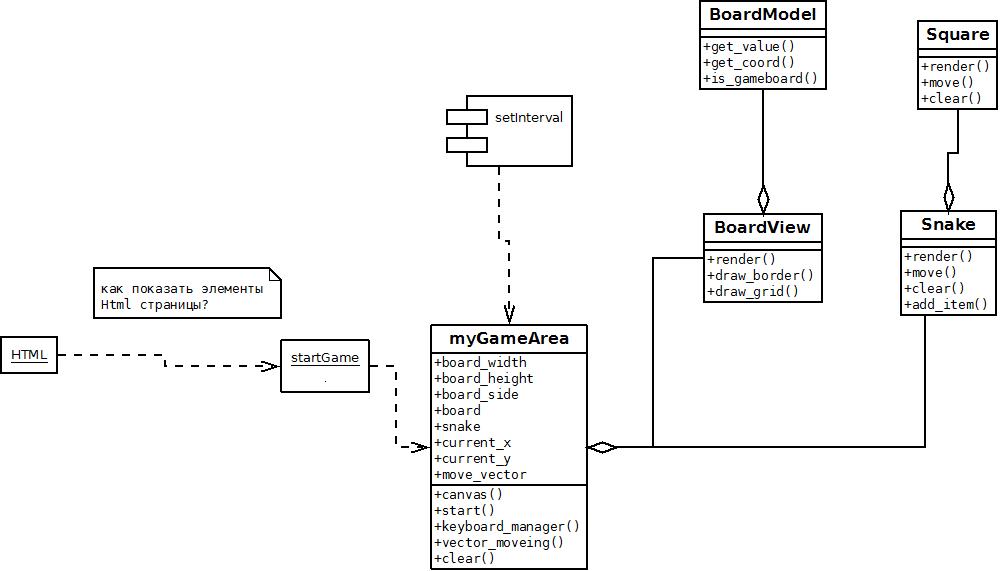 BoardModel
+get_value()
+get_coord()
+is_gameboard()
Square
+render()
+move()
+clear()
setInterval
BoardView
+render()
+draw_border()
+draw_grid()
Snake
+render()
+move()
+clear()
+add_item()
как показать элементы
Html страницы?
HTML
startGame
.
myGameArea
+board_width
+board_height
+board_side
+board
+snake
+current_x
+current_y
+move_vector
+canvas()
+start()
+keyboard_manager()
+vector_moveing()
+clear()